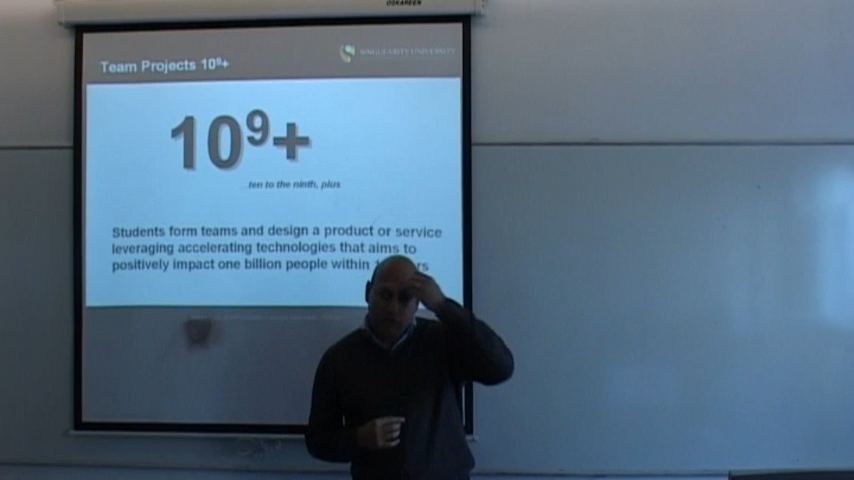 OSKAREEN
Team Projects 10⁹+
SINGULARITY UNIVERSITY
10⁹+
...ten to the ninth, plus
Students form teams and design a product or service
leveraging accelerating technologies that aims to
positively impact one billion people within